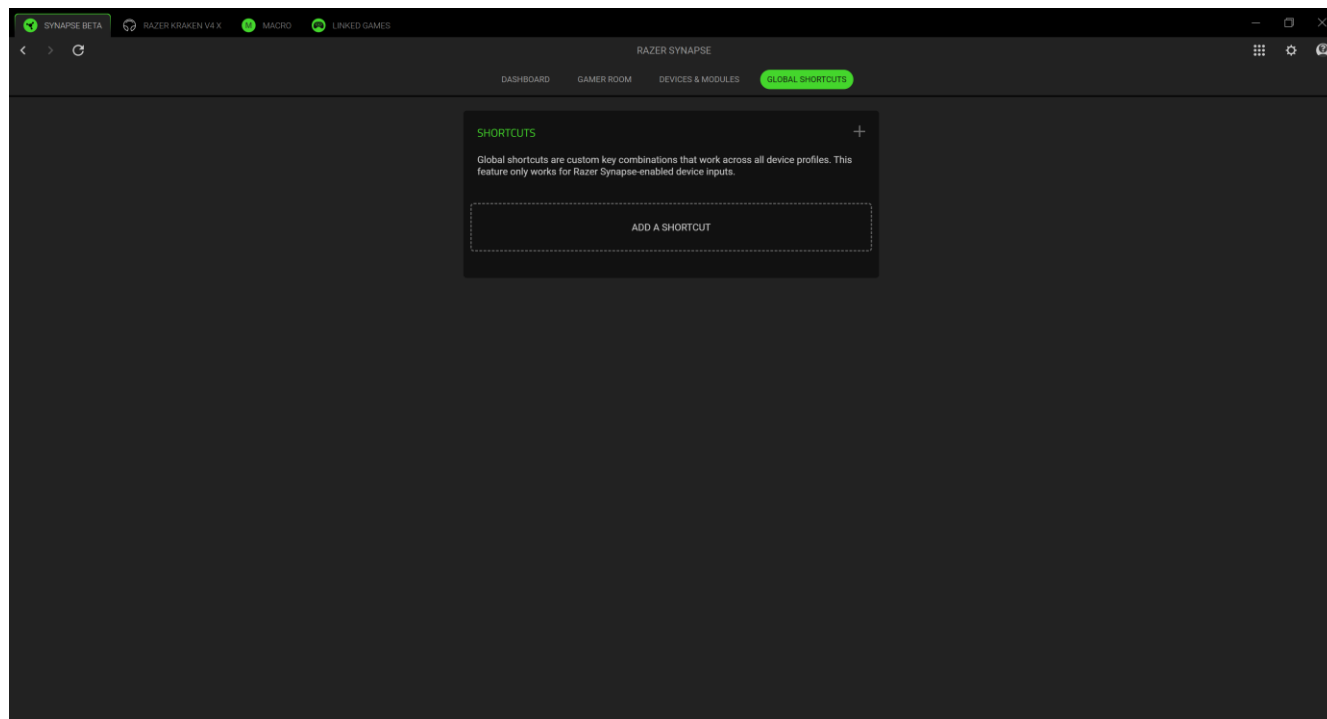 SYNAPSE BETA
RAZER KRAKEN V4 X
M
MACRO
LINKED GAMES
RAZER SYNAPSE
DASHBOARD
GAMER ROOM
DEVICES & MODULES
GLOBAL SHORTCUTS
SHORTCUTS
Global shortcuts are custom key combinations that work across all device profiles. This
feature only works for Razer Synapse-enabled device inputs.
ADD A SHORTCUT